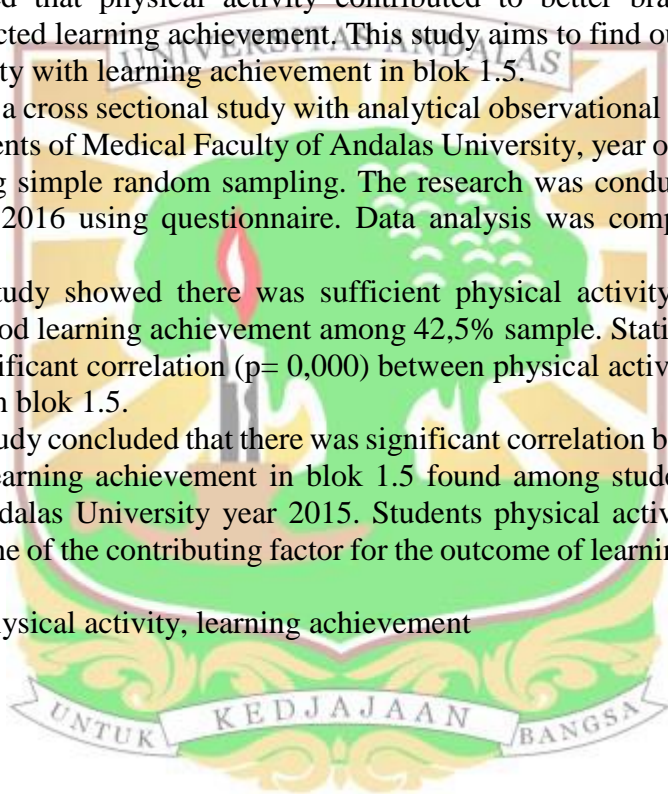 ed that physical activity contributed to better bra
cted learning achievement. This study aims to find ou
UNIVERSITAS ANDALAS
ty with learning achievement in blok 1.5.
a cross sectional study with analytical observational
ents of Medical Faculty of Andalas University, year o
g simple random sampling. The research was condu
2016 using questionnaire. Data analysis was comp
tudy showed there was sufficient physical activity
od learning achievement among 42,5% sample. Stati
ificant correlation (p= 0,000) between physical activ
n blok 1.5.
tudy concluded that there was significant correlation b
earning achievement in blok 1.5 found among stude
dalas University year 2015. Students physical activ
ne of the contributing factor for the outcome of learnin
ysical activity, learning achievement
UNTUK KEDJAJAAN BANGSA